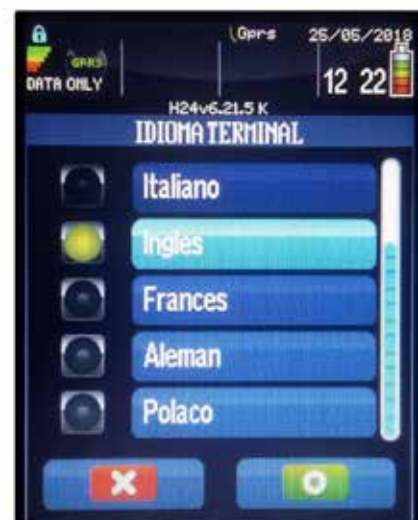 Gprs 25/05/2018
GPRS
DATA ONLY
12 22
H24v6.21.5 K
IDIOMA TERMINAL
Italiano
Ingles
Frances
Aleman
Polaco